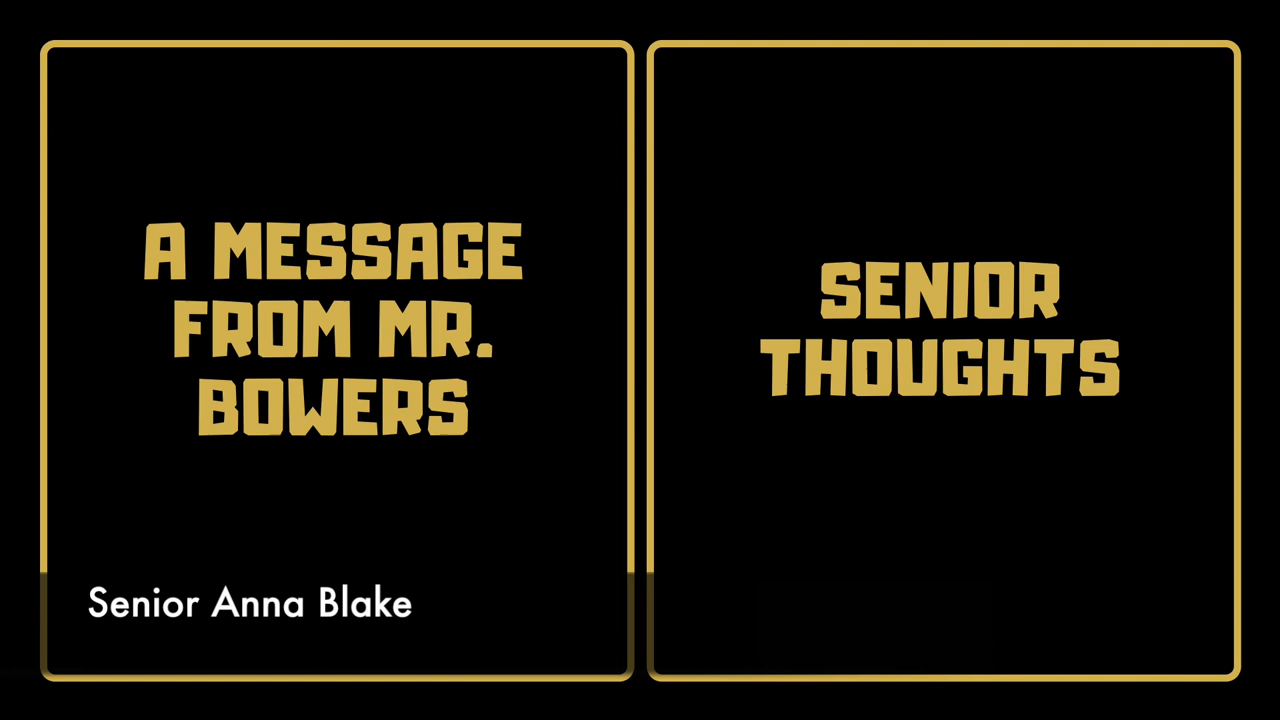 A MESSAGE
FROM MR.
BOWERS
SENIOR
THOUGHTS
Senior Anna Blake